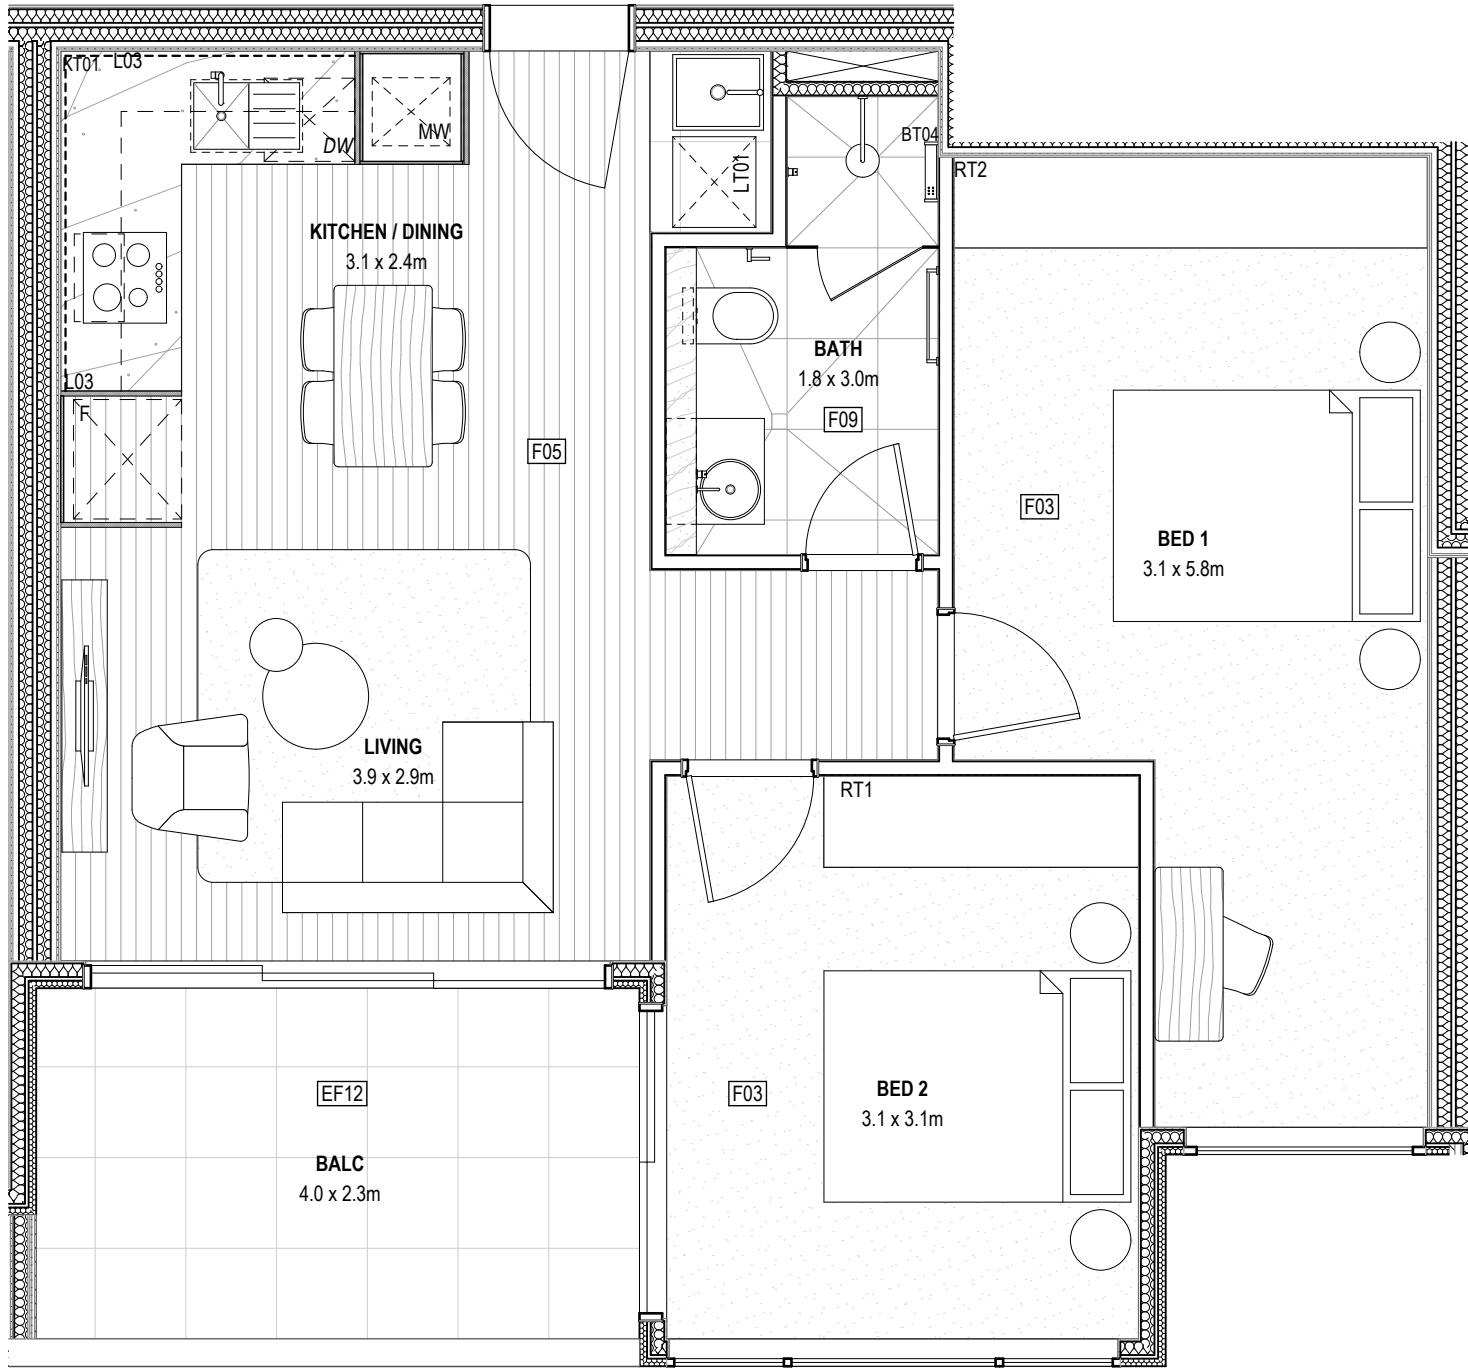 KT01
L03
DW
MW
LT01
BT04
RT2
KITCHEN / DINING
3.1 x 2.4m
L03
F
BATH
1.8 x 3.0m
F09
F05
F03
BED 1
3.1 x 5.8m
LIVING
3.9 x 2.9m
RT1
EF12
BALC
4.0 x 2.3m
F03
BED 2
3.1 x 3.1m